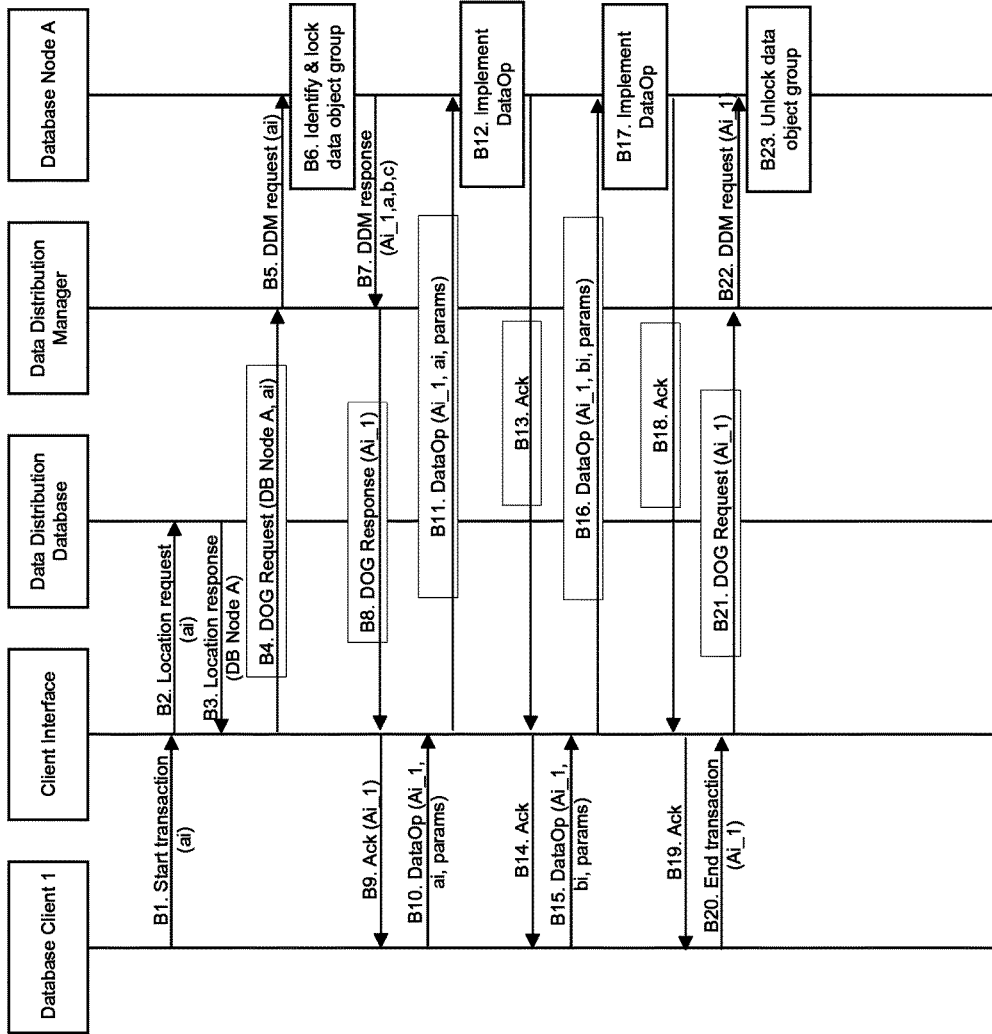 Database Client 1
Client Interface
Data Distribution
Database
Data Distribution
Manager
Database Node A
B1. Start transaction
(ai)
B2. Location request
(ai)
B3. Location response
(DB Node A)
B4. DOG Request (DB Node A, ai)
B5. DDM request (ai)
B6. Identify & lock
data object group
B7. DDM response
(Ai_1,a,b,c)
B8. DOG Response (Ai_1)
B9. Ack (Ai_1)
B10. DataOp (Ai_1,
ai, params)
B11. DataOp (Ai_1, ai, params)
B12. Implement
DataOp
B13. Ack
B14. Ack
B15. DataOp (Ai_1,
bi, params)
B16. DataOp (Ai_1, bi, params)
B17. Implement
DataOp
B18. Ack
B19. Ack
B20. End transaction
(Ai_1)
B21. DOG Request (Ai_1)
B22. DDM request (Ai_1)
B23. Unlock data
object group